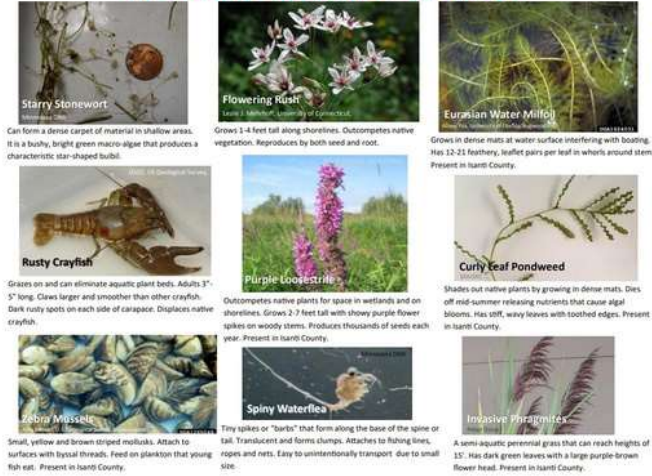 Starry Stonewort
Minnesota DNR
Can form a dense carpet of material in shallow areas.
It is a bushy, bright green macro-algae that produces a
characteristic star-shaped bulbil.
Flowering Rush
Leslie J. Mehrhoff, University of Connecticut,
Grows 1-4 feet tall along shorelines. Outcompetes native
vegetation. Reproduces by both seed and root.
Eurasian Water Milfoil
Grows in dense mats at water surface interfering with boating.
Has 12-21 feathery, leaflet pairs per leaf in whorls around stem
Present in Isanti County.
Geological Survey,
Rusty Crayfish
Grazes on and can eliminate aquatic plant beds. Adults 3"-
5" long. Claws larger and smoother than other crayfish.
Dark rusty spots on each side of carapace. Displaces native
crayfish.
Purple Loosestrife
Outcompetes native plants for space in wetlands and on
shorelines. Grows 2-7 feet tall with showy purple flower
spikes on woody stems. Produces thousands of seeds each
year. Present in Isanti County.
Curly Leaf Pondweed
Shades out native plants by growing in dense mats. Dies
off mid-summer releasing nutrients that cause algal
blooms. Has stiff, wavy leaves with toothed edges. Present
in Isanti County.
Zebra Mussels
Small, yellow and brown striped mollusks. Attach to
surfaces with byssal threads. Feed on plankton that young
fish eat. Present in Isanti County.
Minnesota DNR
Spiny Waterflea
Tiny spikes or "barbs" that form along the base of the spine or
tail. Translucent and forms clumps. Attaches to fishing lines,
ropes and nets. Easy to unintentionally transport due to small
size.
Invasive Phragmites
A semi-aquatic perennial grass that can reach heights of
15'. Has dark green leaves with a large purple-brown
flower head. Present in Isanti County.